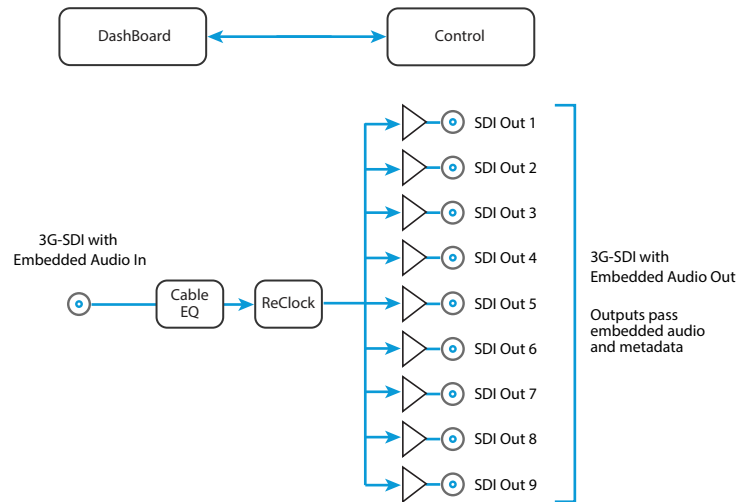 DashBoard
Control
3G-SDI with
Embedded Audio In
Cable
EQ
ReClock
SDI Out 1
SDI Out 2
SDI Out 3
SDI Out 4
SDI Out 5
SDI Out 6
SDI Out 7
SDI Out 8
SDI Out 9
3G-SDI with
Embedded Audio Out
Outputs pass
embedded audio
and metadata